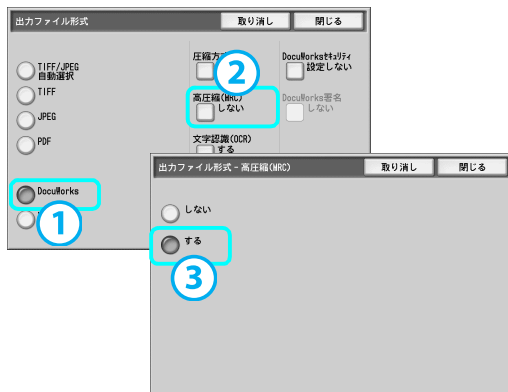 出力ファイル形式
取り消し
閉じる
TIFF/JPEG
自動選択
TIFF
JPEG
PDF
DocuWorks
1
圧縮方
2
しない
高圧縮(MRC)
しない
文字認識(OCR)
する
DocuWorksセキュリティ
設定しない
DocuWorks署名
しない
出力ファイル形式 - 高圧縮(MRC)
取り消し
閉じる
しない
する
3